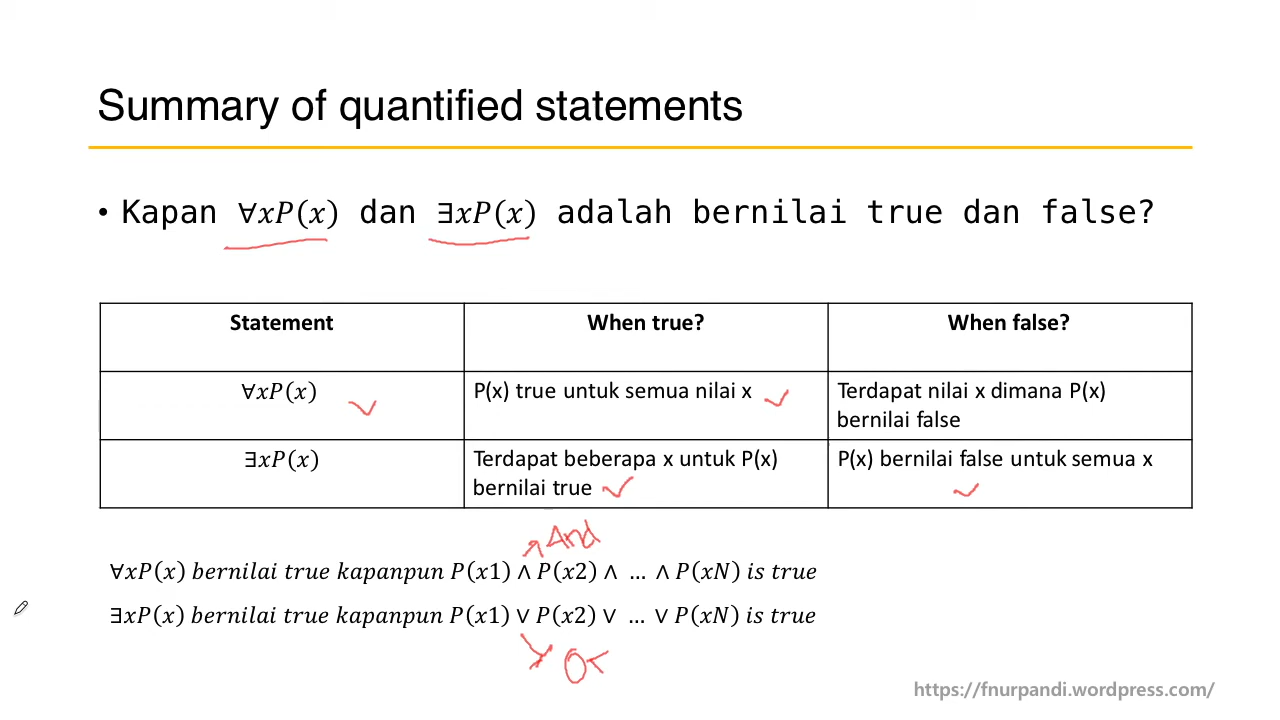 Summary of quantified statements
• Kapan ∀xP(x) dan ∃xP(x) adalah bernilai true dan false?
Statement When true? When false?
∀xP(x) P(x) true untuk semua nilai x Terdapat nilai x dimana P(x)
bernilai false
∃xP(x) Terdapat beberapa x untuk P(x) P(x) bernilai false untuk semua x
bernilai true
And
∀xP(x) bernilai true kapanpun P(x1) ∧ P(x2) ∧ … ∧ P(xN) is true
∃xP(x) bernilai true kapanpun P(x1) ∨ P(x2) ∨ … ∨ P(xN) is true
Or
https://fnurpandi.wordpress.com/